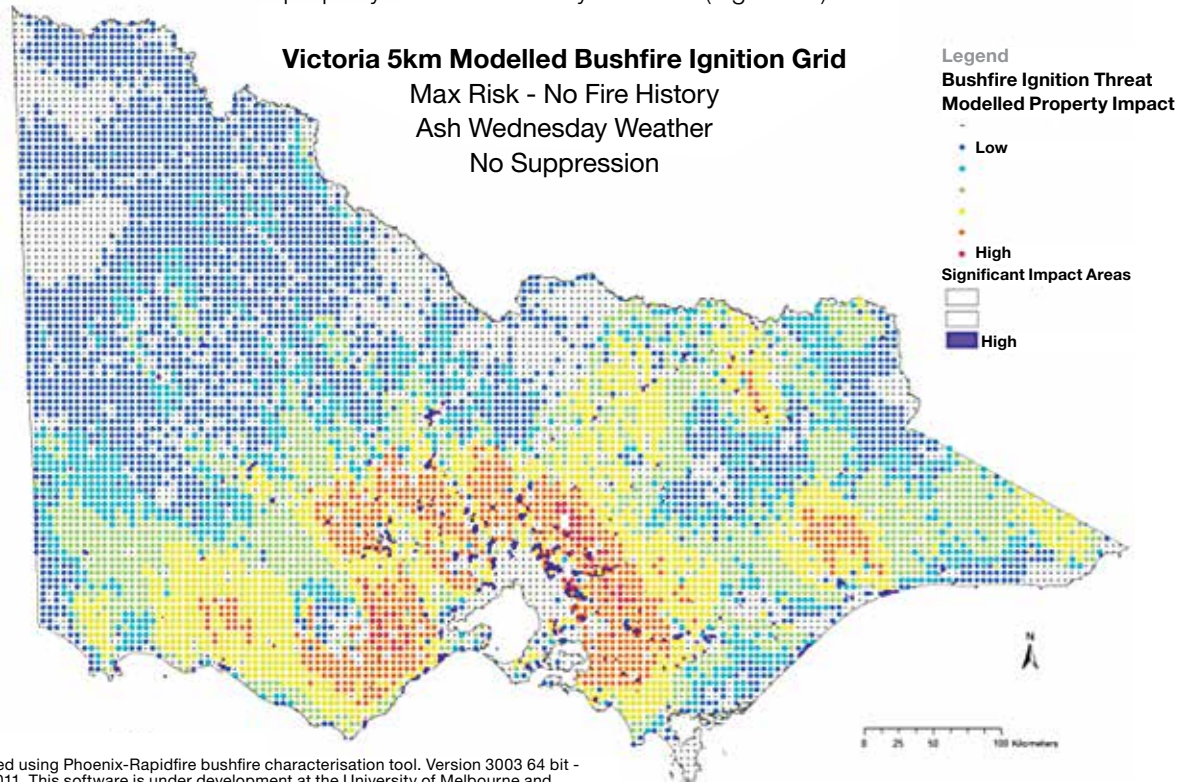 Victoria 5km Modelled Bushfire Ignition Grid
Max Risk - No Fire History
Ash Wednesday Weather
No Suppression
Legend
Bushfire Ignition Threat
Modelled Property Impact
-
Low
High
Significant Impact Areas
High
N
0 25 50 100 Kilometers
ed using Phoenix-Rapidfire bushfire characterisation tool. Version 3003 64 bit -
011. This software is under development at the University of Melbourne and